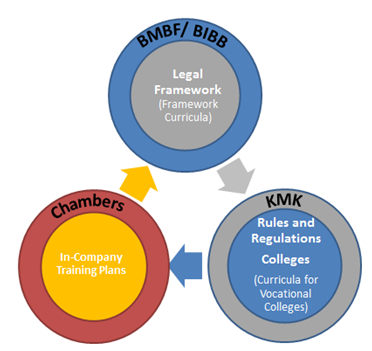 BMBF/ BIBB
Legal
Framework
(Framework
Curricula)
KMK
Rules and
Regulations
Colleges
(Curricula for
Vocational
Colleges)
Chambers
In-Company
Training Plans